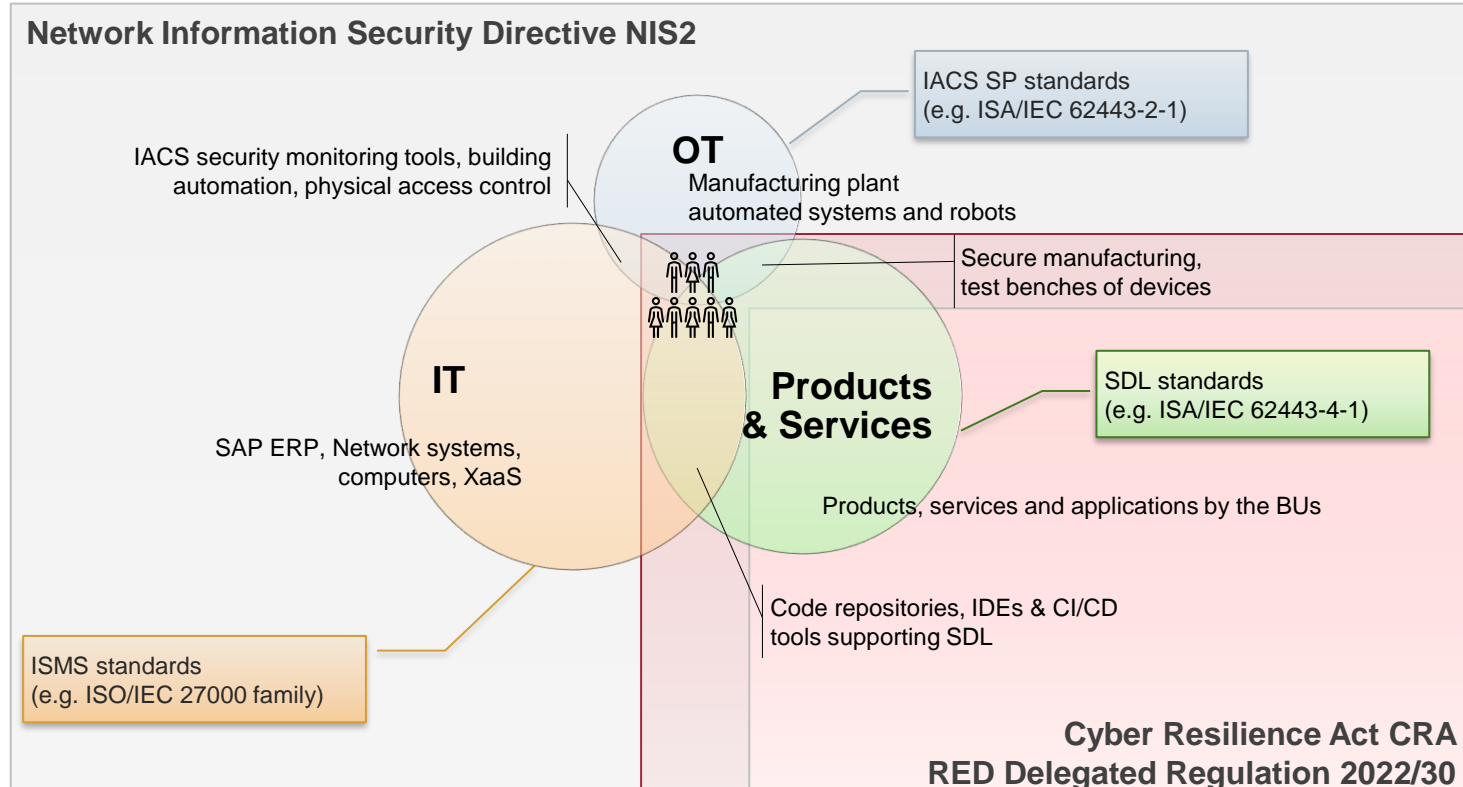 Network Information Security Directive NIS2
IACS SP standards
(e.g. ISA/IEC 62443-2-1)
OT
IACS security monitoring tools, building
automation, physical access control
Manufacturing plant
automated systems and robots
Secure manufacturing,
test benches of devices
IT
Products
& Services
SDL standards
(e.g. ISA/IEC 62443-4-1)
SAP ERP, Network systems,
computers, XaaS
Products, services and applications by the BUs
Code repositories, IDEs & CI/CD
tools supporting SDL
ISMS standards
(e.g. ISO/IEC 27000 family)
Cyber Resilience Act CRA
RED Delegated Regulation 2022/30